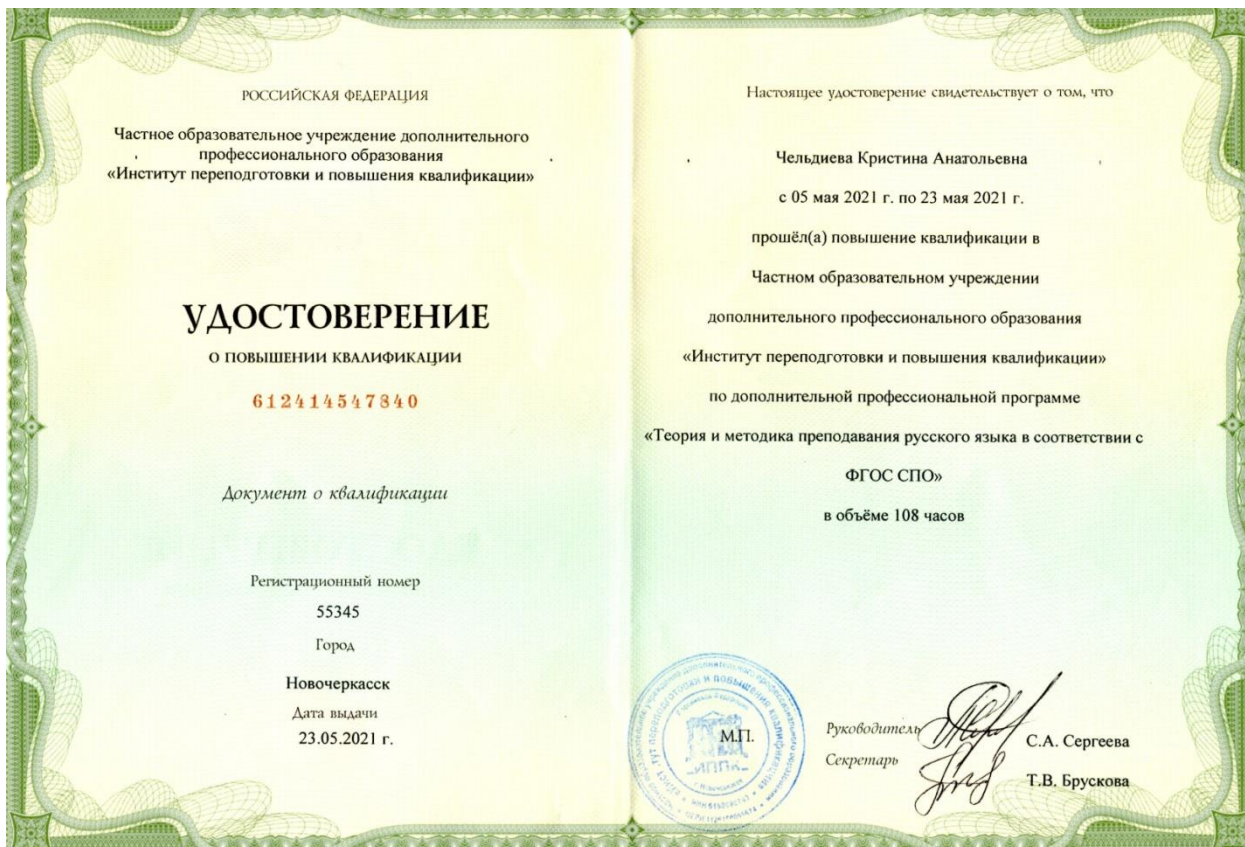 РОССИЙСКАЯ ФЕДЕРАЦИЯ
Частное образовательное учреждение дополнительного
профессионального образования
«Институт переподготовки и повышения квалификации»
УДОСТОВЕРЕНИЕ
О ПОВЫШЕНИИ КВАЛИФИКАЦИИ
612414547840
Документ о квалификации
Регистрационный номер
55345
Город
Новочеркасск
Дата выдачи
23.05.2021 г.
Настоящее удостоверение свидетельствует о том, что
Чельдиева Кристина Анатольевна
с 05 мая 2021 г. по 23 мая 2021 г.
прошёл(а) повышение квалификации в
Частном образовательном учреждении
дополнительного профессионального образования
«Институт переподготовки и повышения квалификации»
по дополнительной профессиональной программе
«Теория и методика преподавания русского языка в соответствии с
ФГОС СПО»
в объёме 108 часов
М.П.
ИППК
Руководитель
С.А. Сергеева
Секретарь
Т.В. Брускова